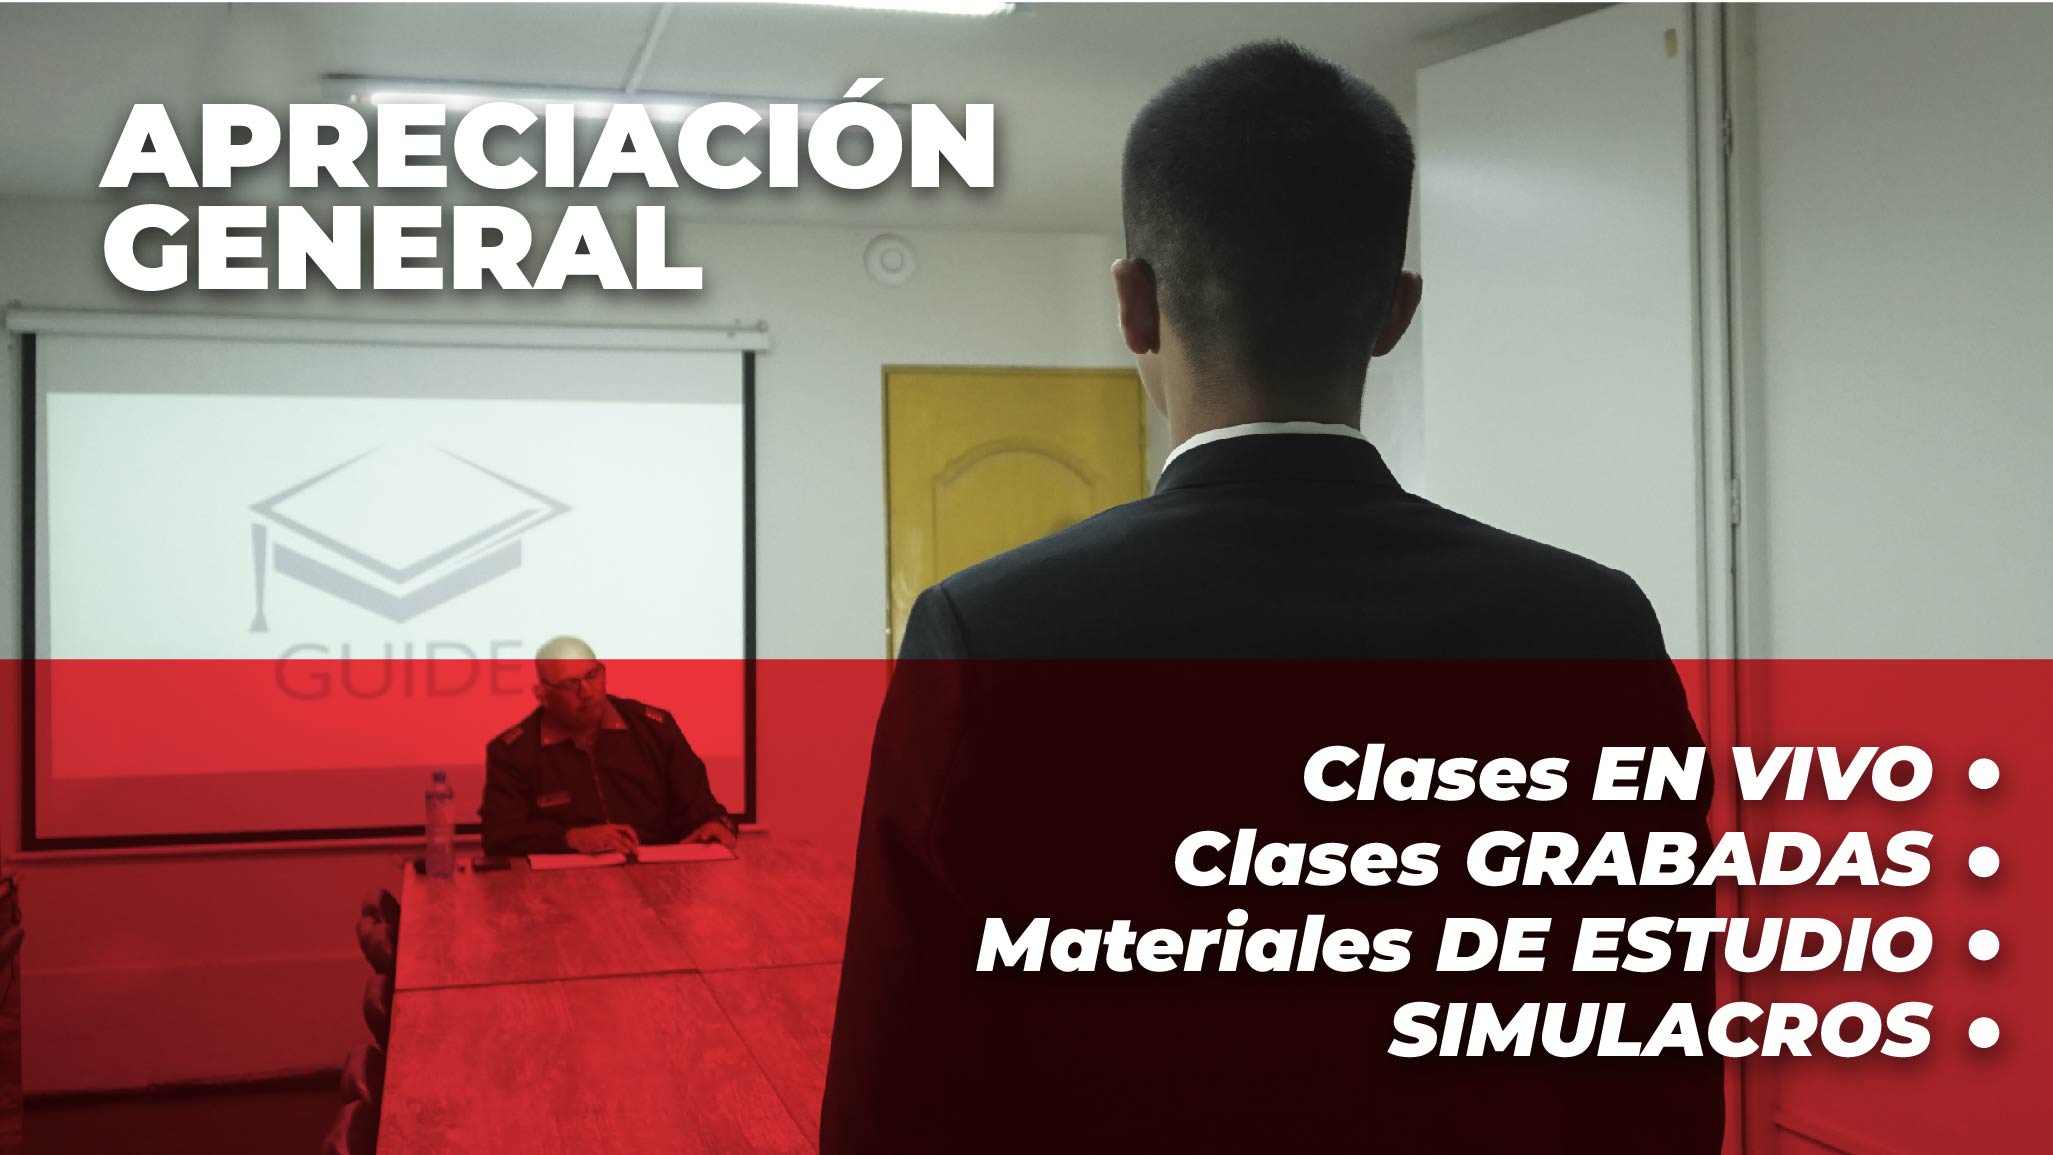 APRECIACIÓN
GENERAL
GUIDE
Clases EN VIVO •
Clases GRABADAS •
Materiales DE ESTUDIO •
SIMULACROS •